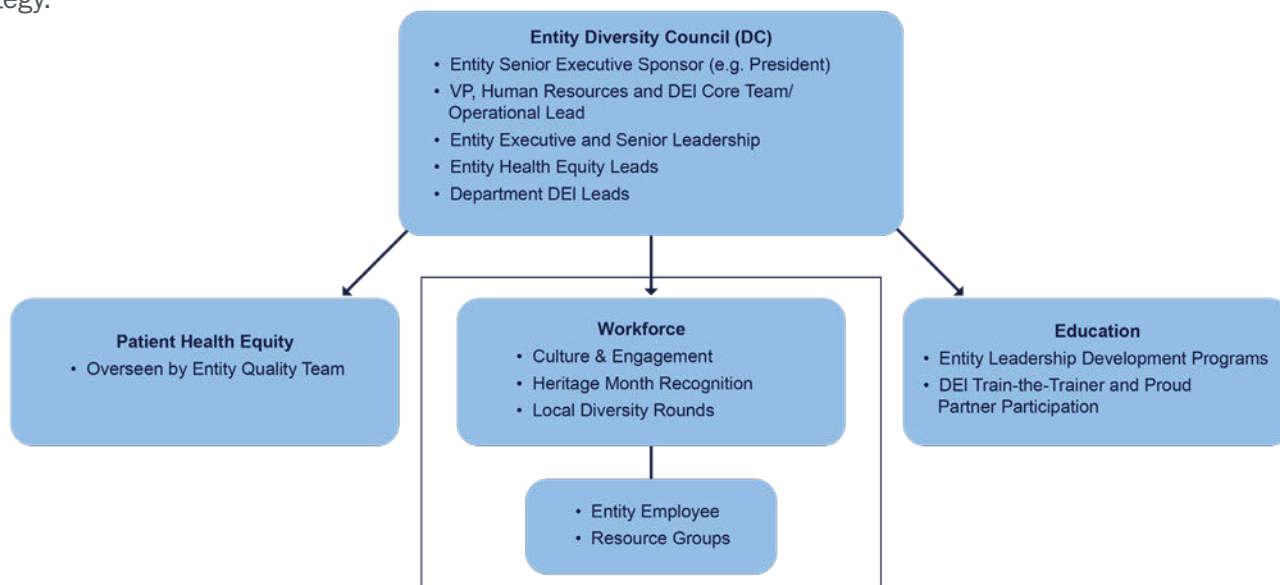 tegy.
Entity Diversity Council (DC)
• Entity Senior Executive Sponsor (e.g. President)
• VP, Human Resources and DEI Core Team/
Operational Lead
• Entity Executive and Senior Leadership
• Entity Health Equity Leads
• Department DEI Leads
Patient Health Equity
• Overseen by Entity Quality Team
Workforce
• Culture & Engagement
• Heritage Month Recognition
• Local Diversity Rounds
Education
• Entity Leadership Development Programs
• DEI Train-the-Trainer and Proud
Partner Participation
• Entity Employee
• Resource Groups